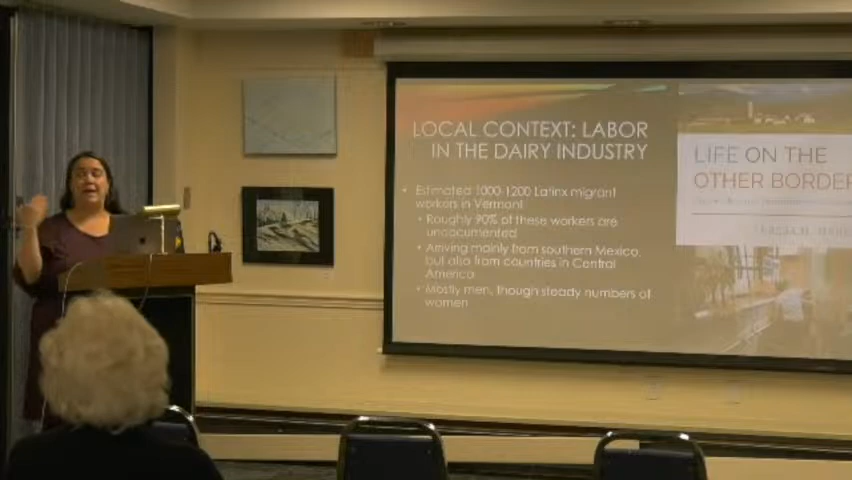 LOCAL CONTEXT: LABOR
IN THE DAIRY INDUSTRY
• Estimated 1000-1200 Latinx migrant
workers in Vermont
• Roughly 90% of these workers are
undocumented
• Arriving mainly from southern Mexico,
but also from countries in Central
America
• Mostly men, though steady numbers of
women
LIFE ON THE
OTHER BORDER